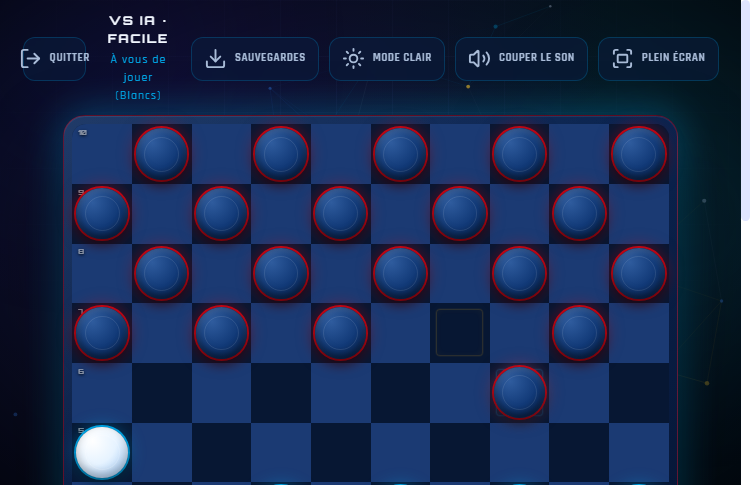 QUITTER
VS IA ·
FACILE
À vous de
jouer
(Blancs)
SAUVEGARDES
MODE CLAIR
COUPER LE SON
PLEIN ÉCRAN
10
9
8
7
6
5